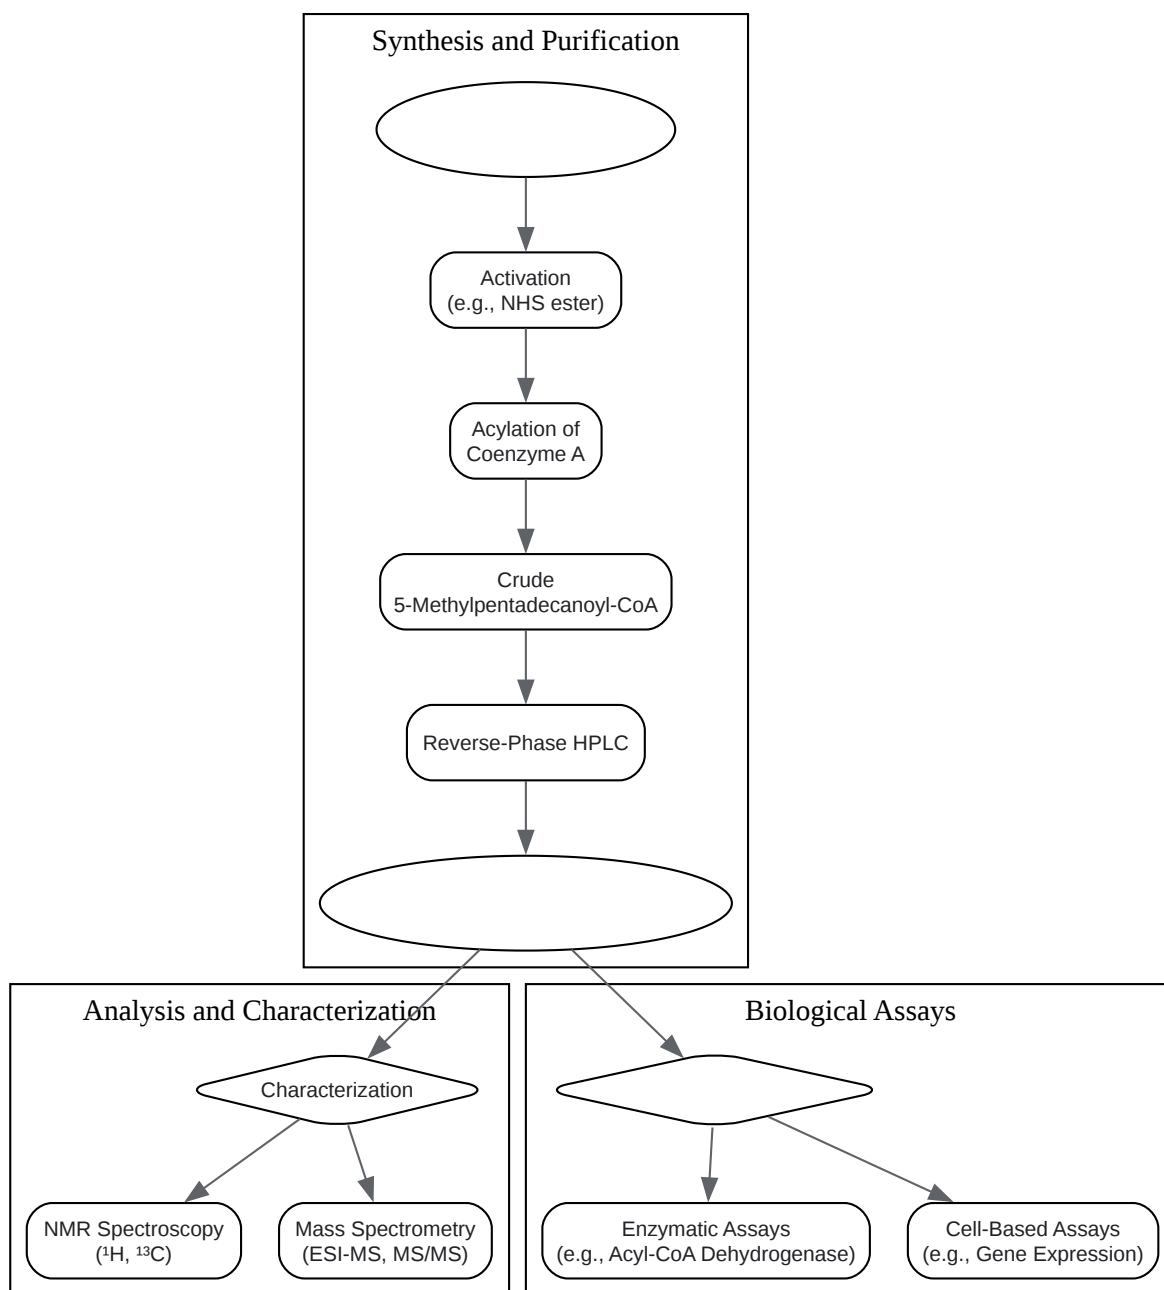 Synthesis and Purification
Activation
(e.g., NHS ester)
Acylation of
Coenzyme A
Crude
5-Methylpentadecanoyl-CoA
Reverse-Phase HPLC
Analysis and Characterization
Characterization
NMR Spectroscopy
(¹H, ¹³C)
Mass Spectrometry
(ESI-MS, MS/MS)
Biological Assays
Enzymatic Assays
(e.g., Acyl-CoA Dehydrogenase)
Cell-Based Assays
(e.g., Gene Expression)